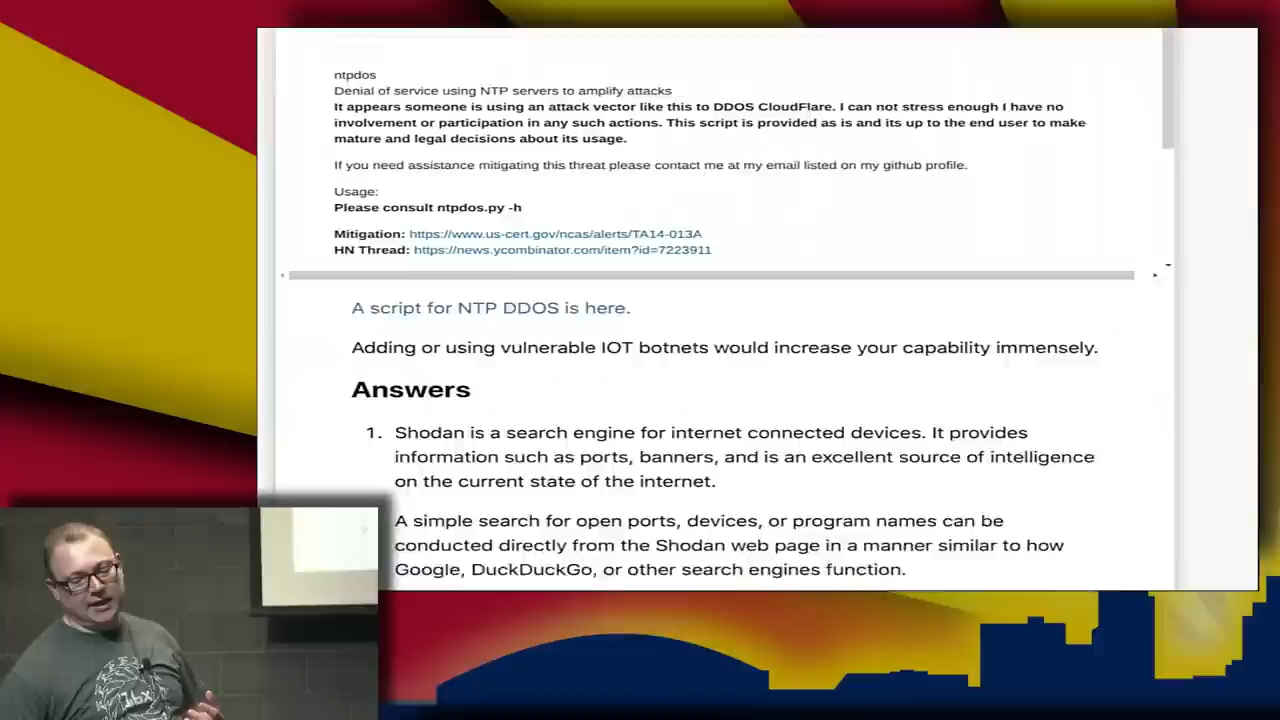 ntpdos
Denial of service using NTP servers to amplify attacks
It appears someone is using an attack vector like this to DDOS CloudFlare. I can not stress enough I have no
involvement or participation in any such actions. This script is provided as is and its up to the end user to make
mature and legal decisions about its usage.
If you need assistance mitigating this threat please contact me at my email listed on my github profile.
Usage:
Please consult ntpdos.py -h
Mitigation: https://www.us-cert.gov/ncas/alerts/TA14-013A
HN Thread: https://news.ycombinator.com/item?id=7223911
A script for NTP DDOS is here.
Adding or using vulnerable IOT botnets would increase your capability immensely.
Answers
1. Shodan is a search engine for internet connected devices. It provides
information such as ports, banners, and is an excellent source of intelligence
on the current state of the internet.
A simple search for open ports, devices, or program names can be
conducted directly from the Shodan web page in a manner similar to how
Google, DuckDuckGo, or other search engines function.